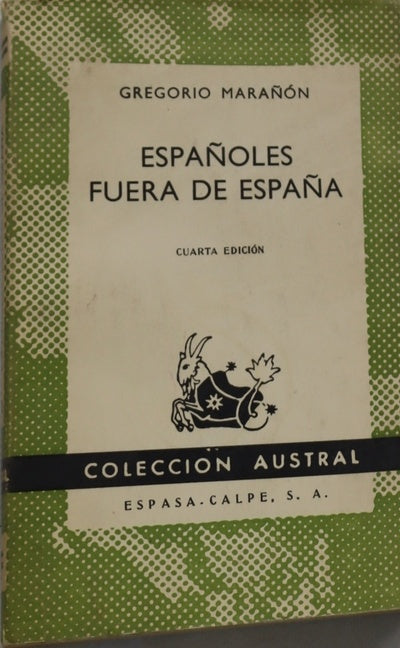 GREGORIO MARAÑÓN
ESPAÑOLES
FUERA DE ESPAÑA
CUARTA EDICIÓN
COLECCIÓN AUSTRAL
ESPASA-CALPE, S. A.